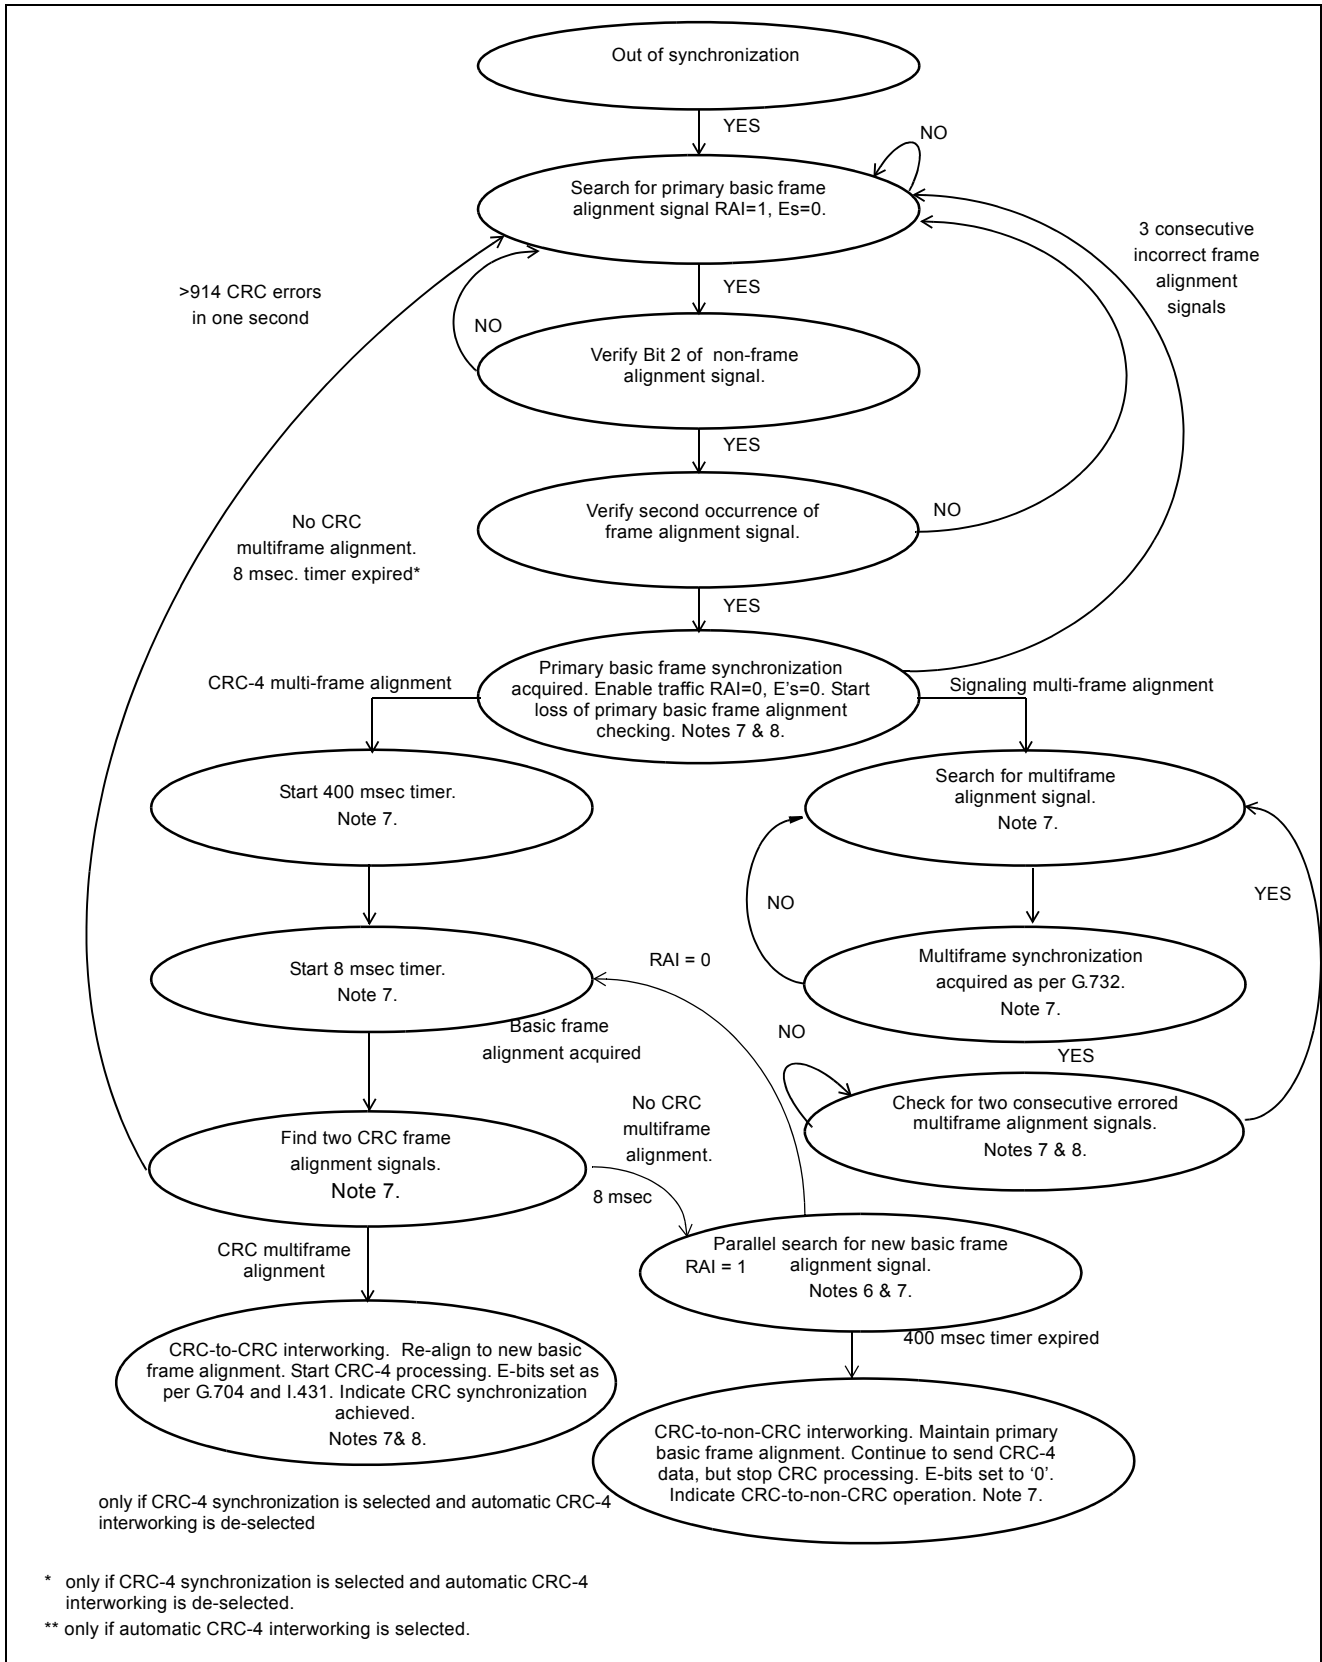 Out of synchronization
YES
NO
Search for primary basic frame
alignment signal RAI=1, Es=0.
3 consecutive
incorrect frame
alignment
signals
YES
>914 CRC errors
in one second
NO
Verify Bit 2 of non-frame
alignment signal.
YES
Verify second occurrence of
frame alignment signal.
NO
No CRC
multiframe alignment.
8 msec. timer expired*
YES
Primary basic frame synchronization
acquired. Enable traffic RAI=0, E's=0. Start
loss of primary basic frame alignment
checking. Notes 7 & 8.
CRC-4 multi-frame alignment
Signaling multi-frame alignment
Start 400 msec timer.
Note 7.
Search for multiframe
alignment signal.
Note 7.
NO
YES
Start 8 msec timer.
Note 7.
RAI = 0
Multiframe synchronization
acquired as per G.732.
Note 7.
Basic frame
alignment acquired
NO
YES
No CRC
multiframe
alignment.
Check for two consecutive errored
multiframe alignment signals.
Notes 7 & 8.
Find two CRC frame
alignment signals.
Note 7.
8 msec
CRC multiframe
alignment
Parallel search for new basic frame
RAI = 1 alignment signal.
Notes 6 & 7.
400 msec timer expired
CRC-to-CRC interworking. Re-align to new basic
frame alignment. Start CRC-4 processing. E-bits set as
per G.704 and I.431. Indicate CRC synchronization
achieved.
Notes 7& 8.
CRC-to-non-CRC interworking. Maintain primary
basic frame alignment. Continue to send CRC-4
data, but stop CRC processing. E-bits set to ‘0’.
Indicate CRC-to-non-CRC operation. Note 7.
only if CRC-4 synchronization is selected and automatic CRC-4
interworking is de-selected
* only if CRC-4 synchronization is selected and automatic CRC-4
interworking is de-selected.
** only if automatic CRC-4 interworking is selected.